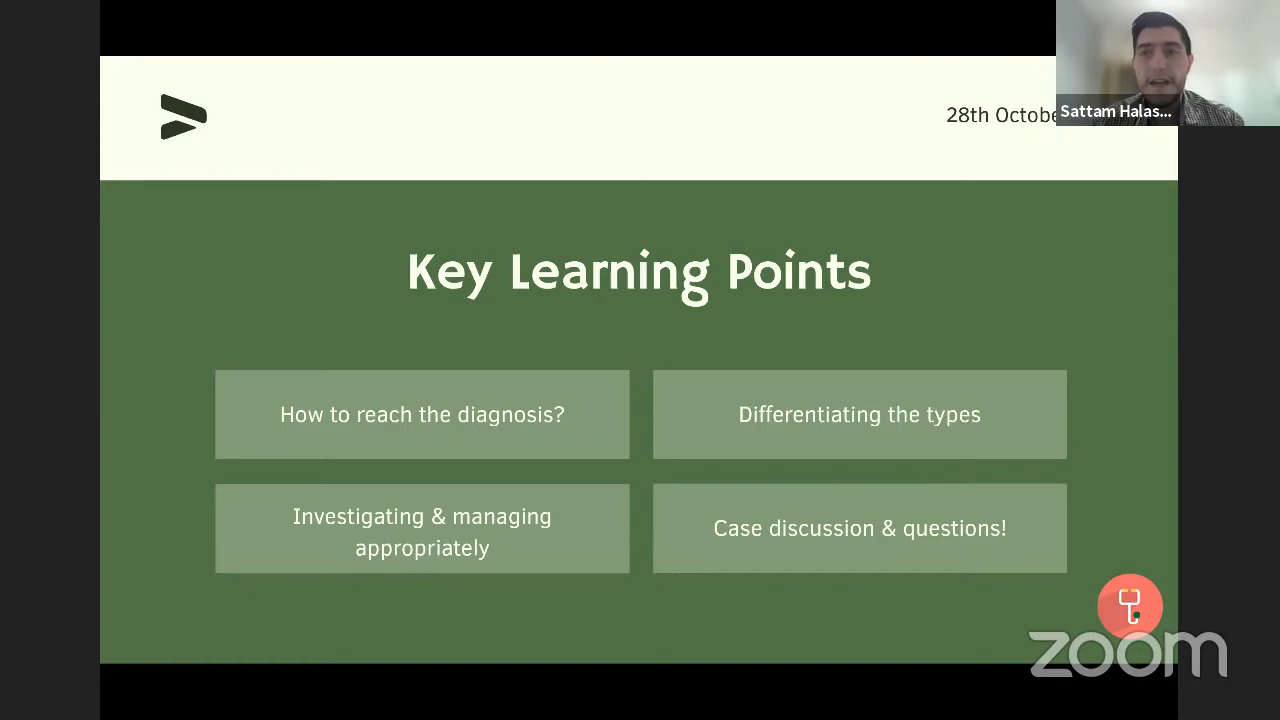 28th Octobe
Sattam Halas...
Key Learning Points
How to reach the diagnosis?
Differentiating the types
Investigating & managing
appropriately
Case discussion & questions!
zoom